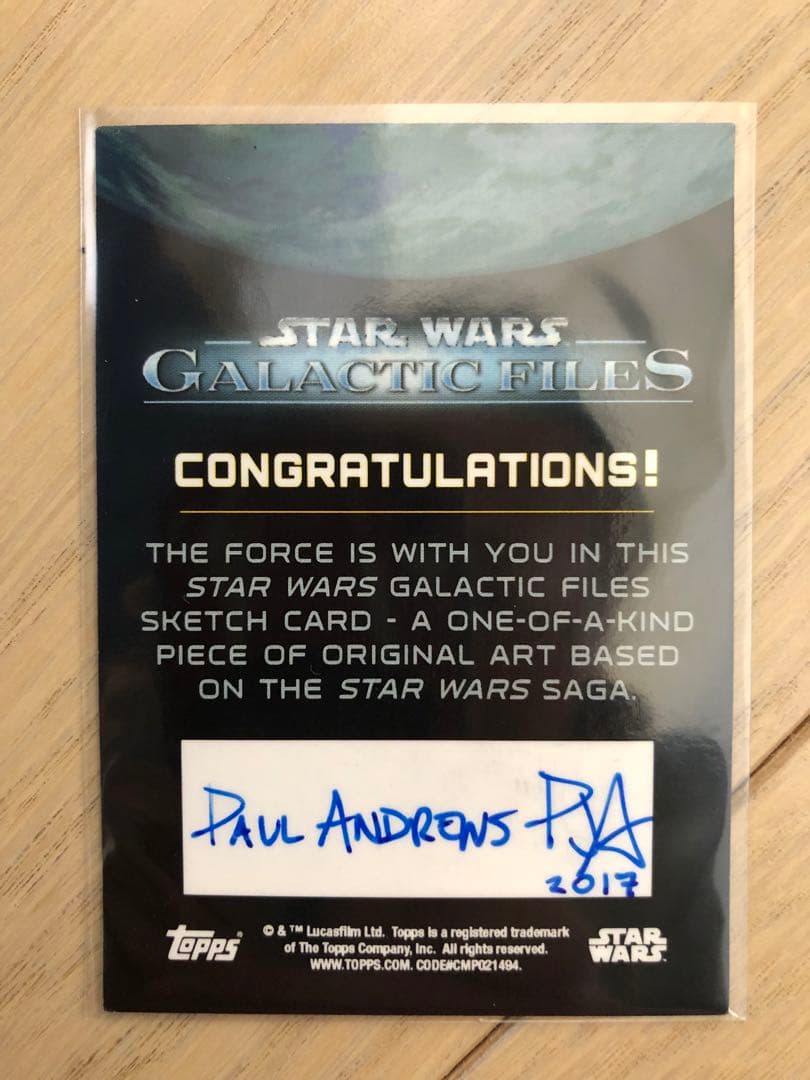 STAR WARS
GALACTIC FILES
CONGRATULATIONS!
THE FORCE IS WITH YOU IN THIS
STAR WARS GALACTIC FILES
SKETCH CARD - A ONE-OF-A-KIND
PIECE OF ORIGINAL ART BASED
ON THE STAR WARS SAGA.
PAUL ANDREWS PJA
2017
topps®
© & ™ Lucasfilm Ltd. Topps is a registered trademark
of The Topps Company, Inc. All rights reserved.
WWW.TOPPS.COM. CODE#CMP021494.
STAR
WARS